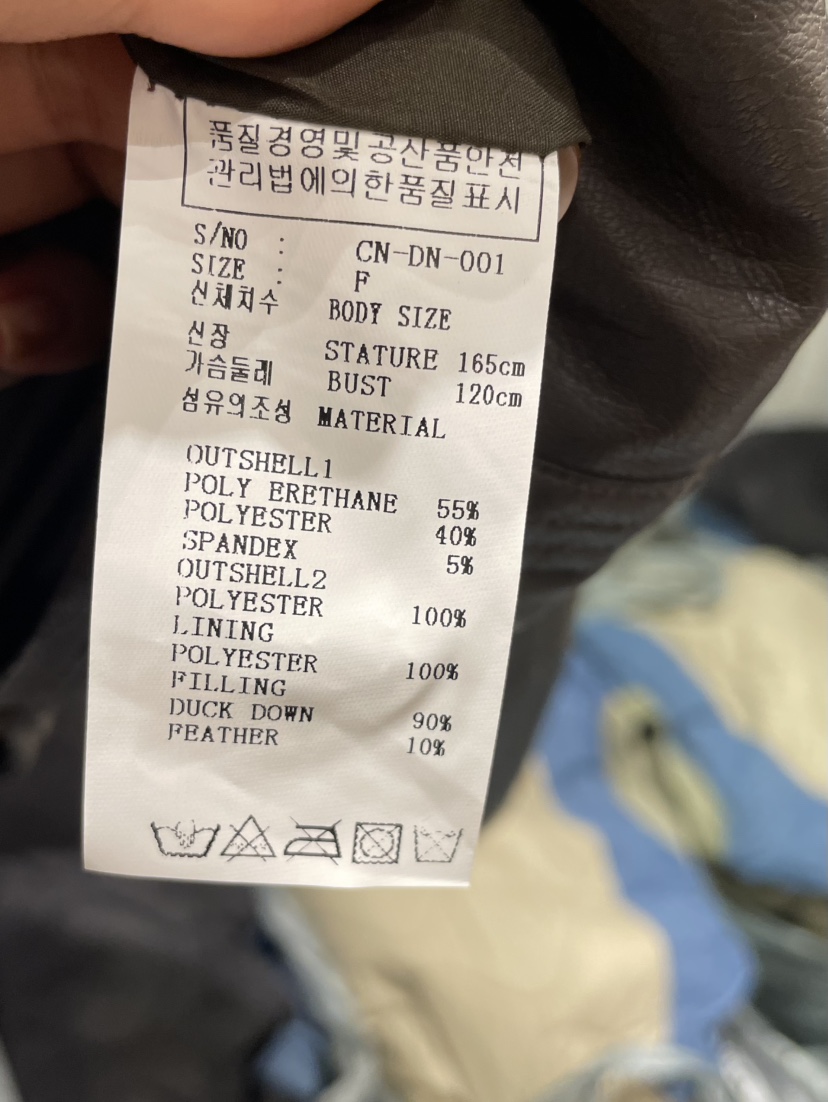 품질경영및공산품안전
관리법에의한품질표시
S/NO : CN-DN-001
SIZE : F
신체치수 BODY SIZE
신장 STATURE 165cm
가슴둘레 BUST 120cm
섬유의조성 MATERIAL
OUTSHELL1
POLY ERETHANE 55%
POLYESTER 40%
SPANDEX 5%
OUTSHELL2
POLYESTER 100%
LINING
POLYESTER 100%
FILLING
DUCK DOWN 90%
FEATHER 10%